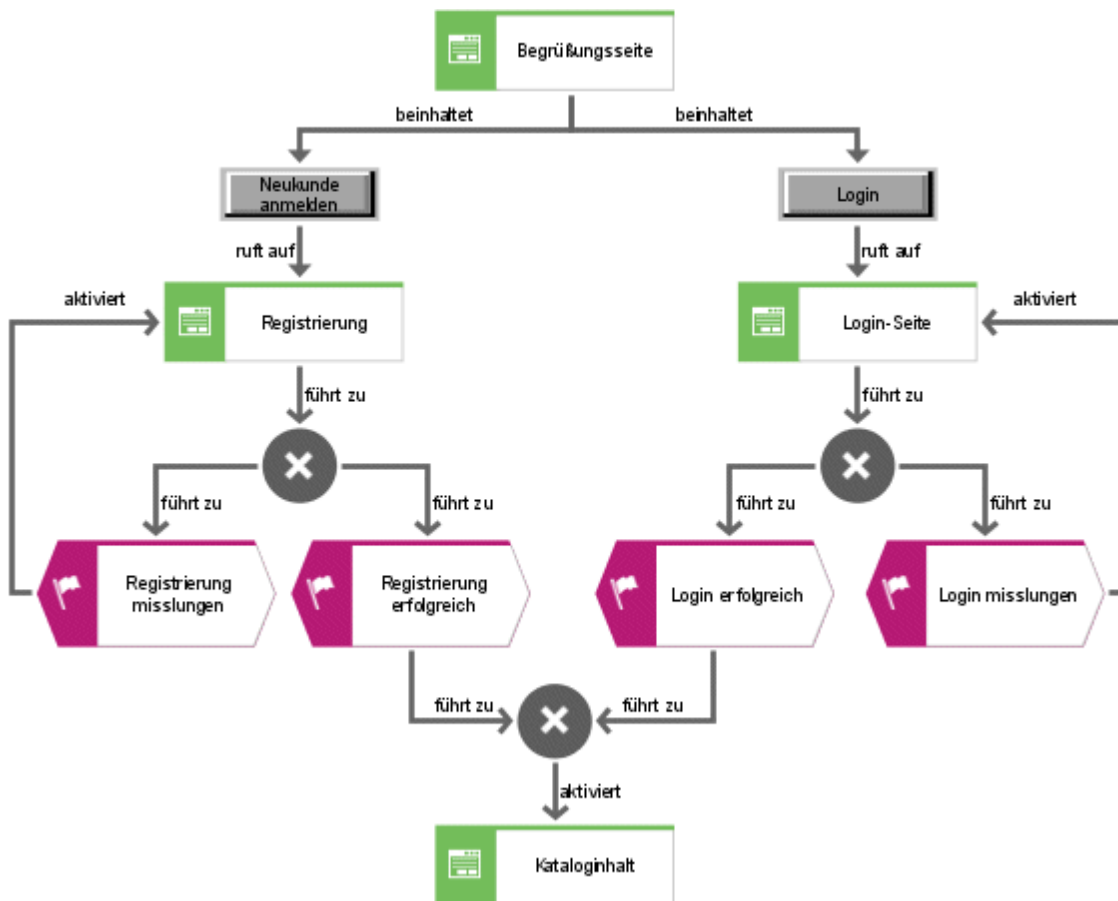 Begrüßungsseite
beinhaltet
beinhaltet
Neukunde
anmelden
Login
ruft auf
ruft auf
aktiviert
aktiviert
Registrierung
Login-Seite
führt zu
führt zu
führt zu
führt zu
führt zu
führt zu
Registrierung
misslungen
Registrierung
erfolgreich
Login erfolgreich
Login misslungen
führt zu
führt zu
aktiviert
Kataloginhalt